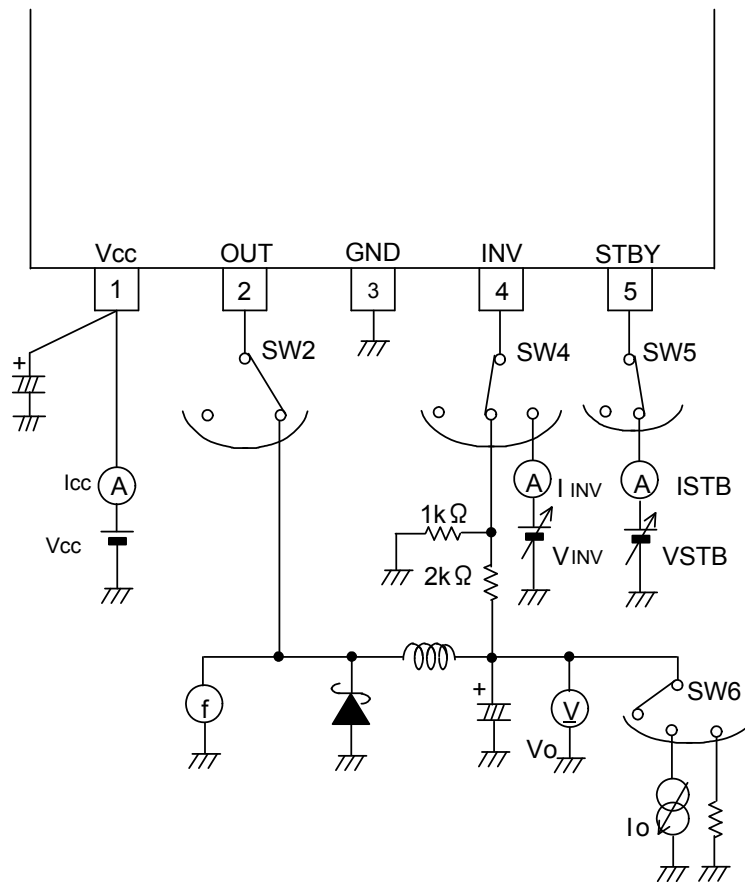 Vcc OUT GND INV STBY
1 2 3 4 5
SW2 SW4 SW5
+
Icc A
A I INV
A ISTB
Vcc
1kΩ
VINV VSTB
2kΩ
SW6
+
f
V
Vo
Io